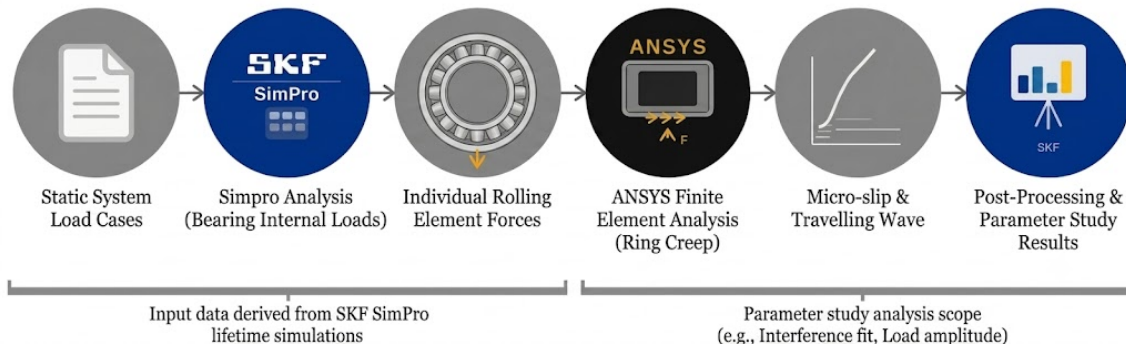 SKF
SimPro
ANSYS
F
SKF
Static System
Load Cases
Simpro Analysis
(Bearing Internal Loads)
Individual Rolling
Element Forces
ANSYS Finite
Element Analysis
(Ring Creep)
Micro-slip &
Travelling Wave
Post-Processing &
Parameter Study
Results
Input data derived from SKF SimPro
lifetime simulations
Parameter study analysis scope
(e.g., Interference fit, Load amplitude)